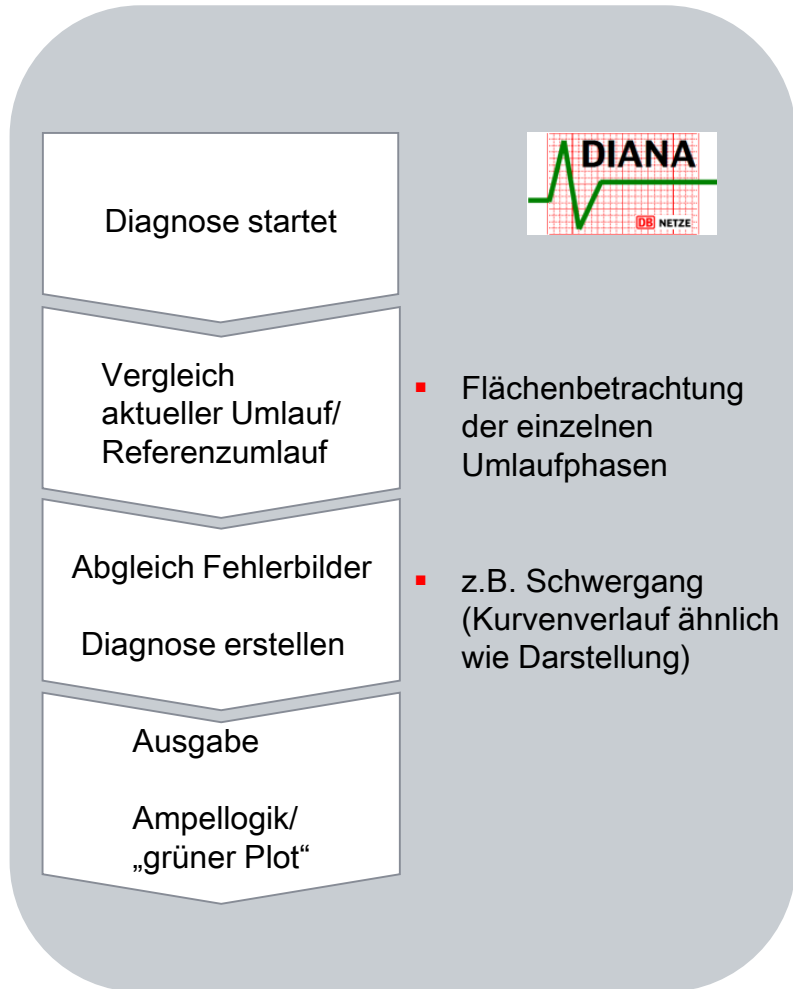 DIANA
DB NETZE
Diagnose startet
Vergleich
aktueller Umlauf/
Referenzumlauf
▪ Flächenbetrachtung
der einzelnen
Umlaufphasen
Abgleich Fehlerbilder
Diagnose erstellen
▪ z.B. Schwergang
(Kurvenverlauf ähnlich
wie Darstellung)
Ausgabe
Ampellogik/
„grüner Plot“